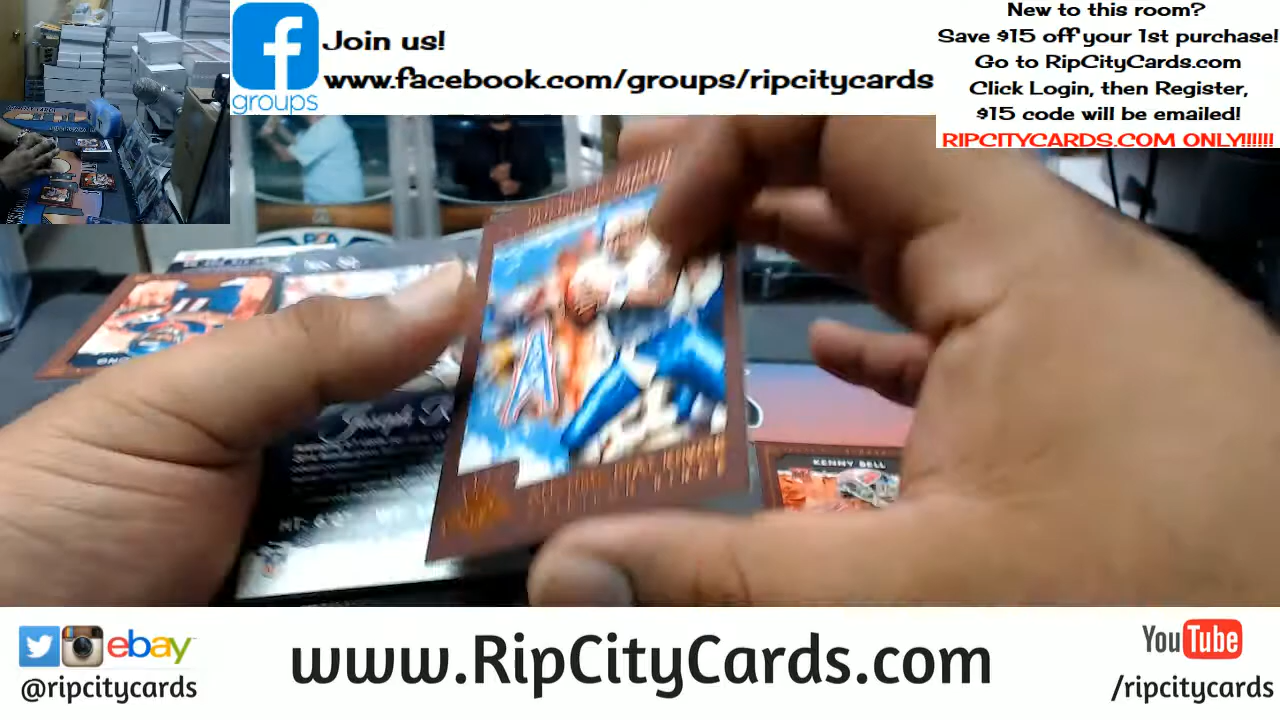 Join us!
www.facebook.com/groups/ripcitycards
groups
New to this room?
Save $15 off your 1st purchase!
Go to RipCityCards.com
Click Login, then Register,
$15 code will be emailed!
RIPCITYCARDS.COM ONLY!!!!!!
KENNY BELL
ebay
@ripcitycards
www.RipCityCards.com
YouTube
/ripcitycards